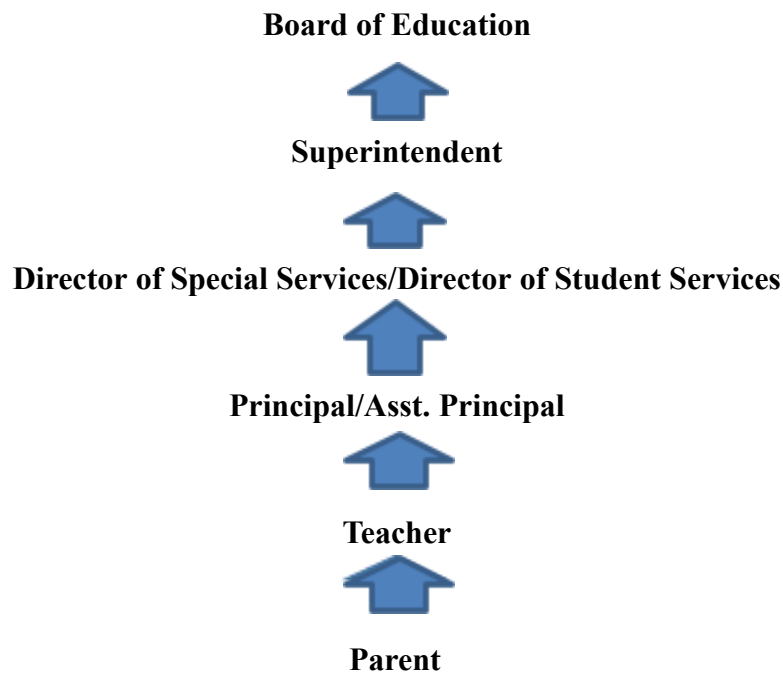 Board of Education
Superintendent
Director of Special Services/Director of Student Services
Principal/Asst. Principal
Teacher
Parent